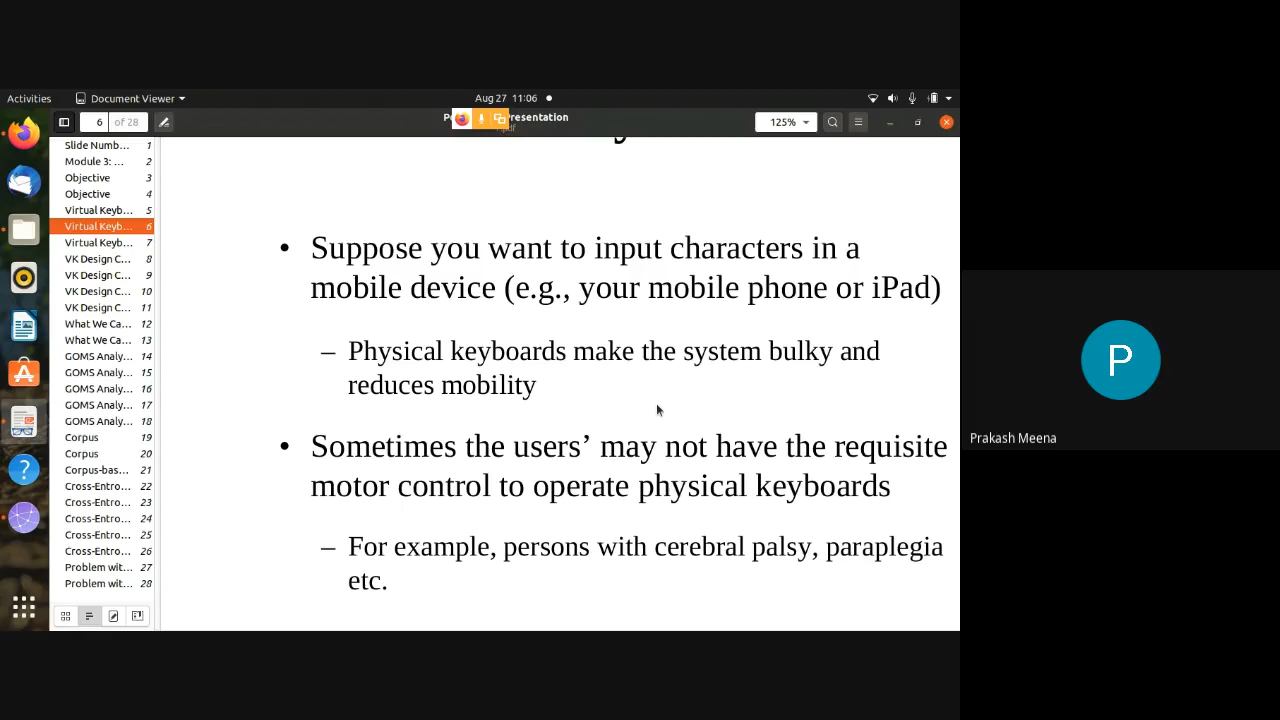 Activities
Document Viewer
Aug 27 11:06
6
of 28
Presentation
125%
Slide Numb... 1
Module 3: ... 2
Objective 3
Objective 4
Virtual Keyb... 5
Virtual Keyb... 6
Virtual Keyb... 7
VK Design C... 8
VK Design C... 9
VK Design C... 10
VK Design C... 11
What We Ca... 12
What We Ca... 13
GOMS Analy... 14
GOMS Analy... 15
GOMS Analy... 16
GOMS Analy... 17
GOMS Analy... 18
Corpus 19
Corpus 20
Corpus-bas... 21
Cross-Entro... 22
Cross-Entro... 23
Cross-Entro... 24
Cross-Entro... 25
Cross-Entro... 26
Problem wit... 27
Problem wit... 28
• Suppose you want to input characters in a
mobile device (e.g., your mobile phone or iPad)
– Physical keyboards make the system bulky and
reduces mobility
• Sometimes the users’ may not have the requisite
motor control to operate physical keyboards
– For example, persons with cerebral palsy, paraplegia
etc.
P
Prakash Meena